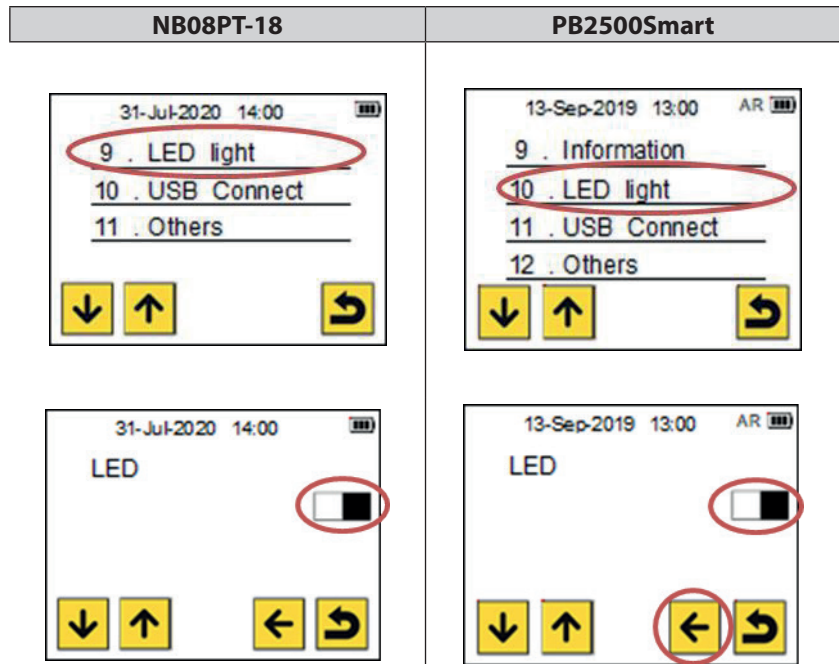 NB08PT-18
PB2500Smart
31-Jul-2020 14:00
9 . LED light
10 . USB Connect
11 . Others
13-Sep-2019 13:00 AR
9 . Information
10 . LED light
11 . USB Connect
12 . Others
31-Jul-2020 14:00
LED
13-Sep-2019 13:00 AR
LED